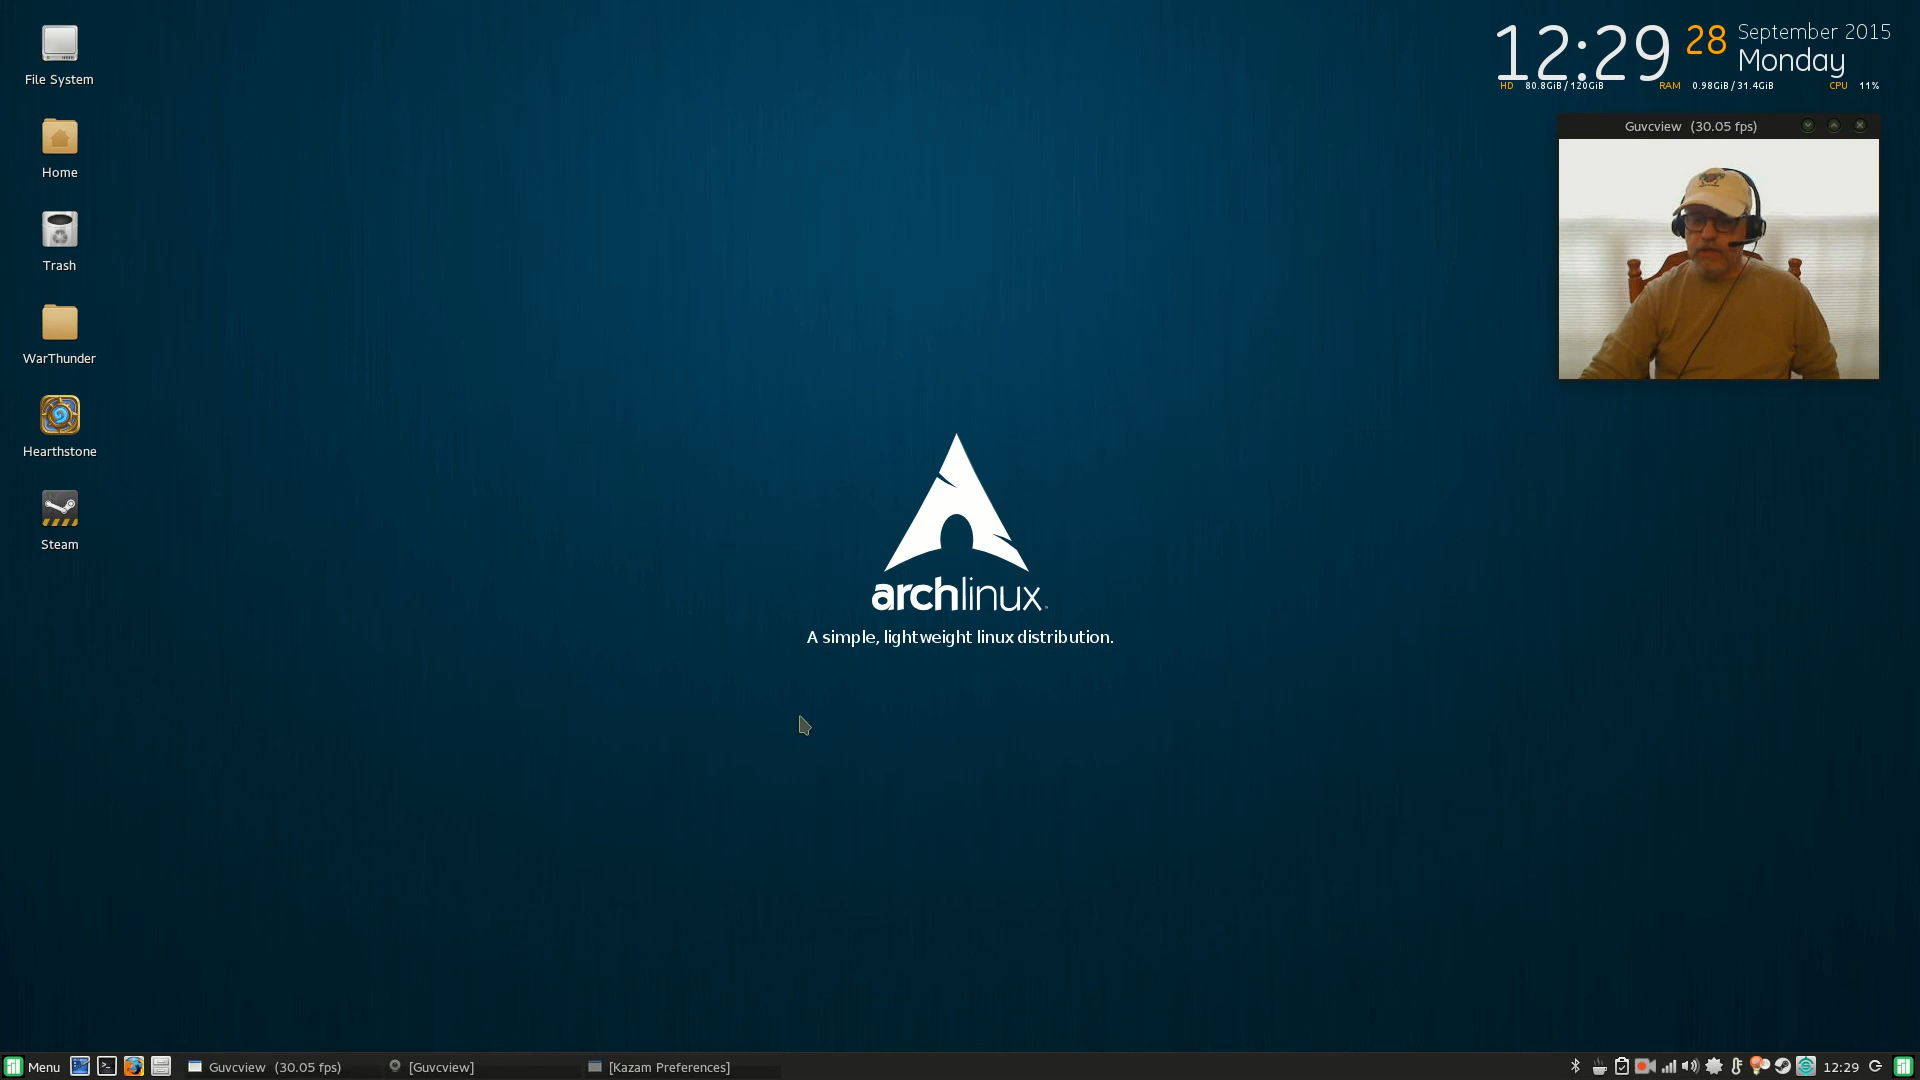 File System
Home
Trash
WarThunder
Hearthstone
Steam
12:29 28 September 2015
Monday
HD 80.8GiB / 120GiB RAM 0.98GiB / 31.4GiB CPU 11%
Guvcview (30.05 fps)
archlinux
A simple, lightweight linux distribution.
Menu Guvcview (30.05 fps) [Guvcview] [Kazam Preferences] 12:29